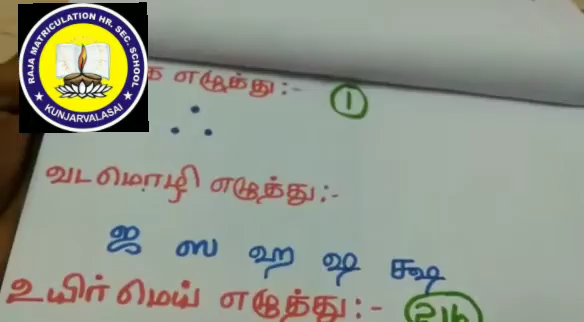 RAJA MATRICULATION HR. SEC. SCHOOL
★ KUNJARVALASAI ★
எழுத்து:- 1
ஃ
வடமொழி எழுத்து:-
ஜ ஸ ஹ ஷ க்ஷ
உயிர் மெய் எழுத்து:-